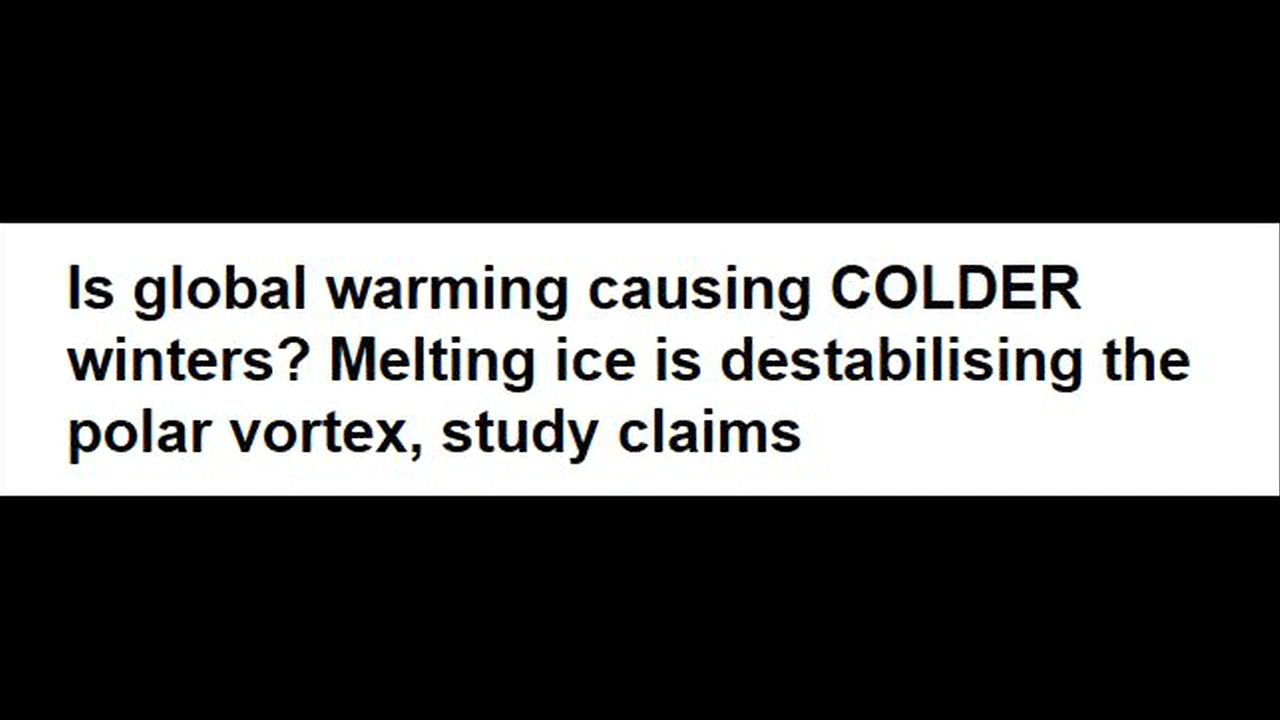 Is global warming causing COLDER
winters? Melting ice is destabilising the
polar vortex, study claims